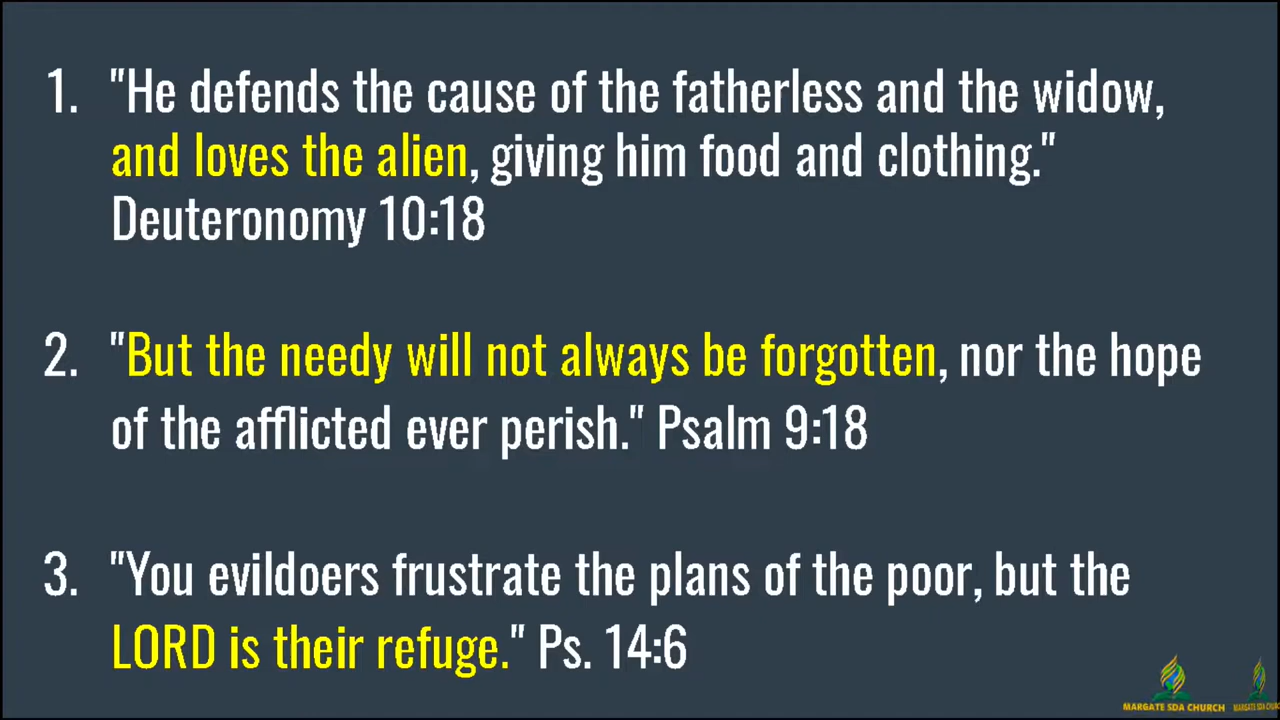 1. "He defends the cause of the fatherless and the widow,
and loves the alien, giving him food and clothing."
Deuteronomy 10:18
2. "But the needy will not always be forgotten, nor the hope
of the afflicted ever perish." Psalm 9:18
3. "You evildoers frustrate the plans of the poor, but the
LORD is their refuge." Ps. 14:6
MARGATE SDA CHURCH
MARGATE SDA CHURCH